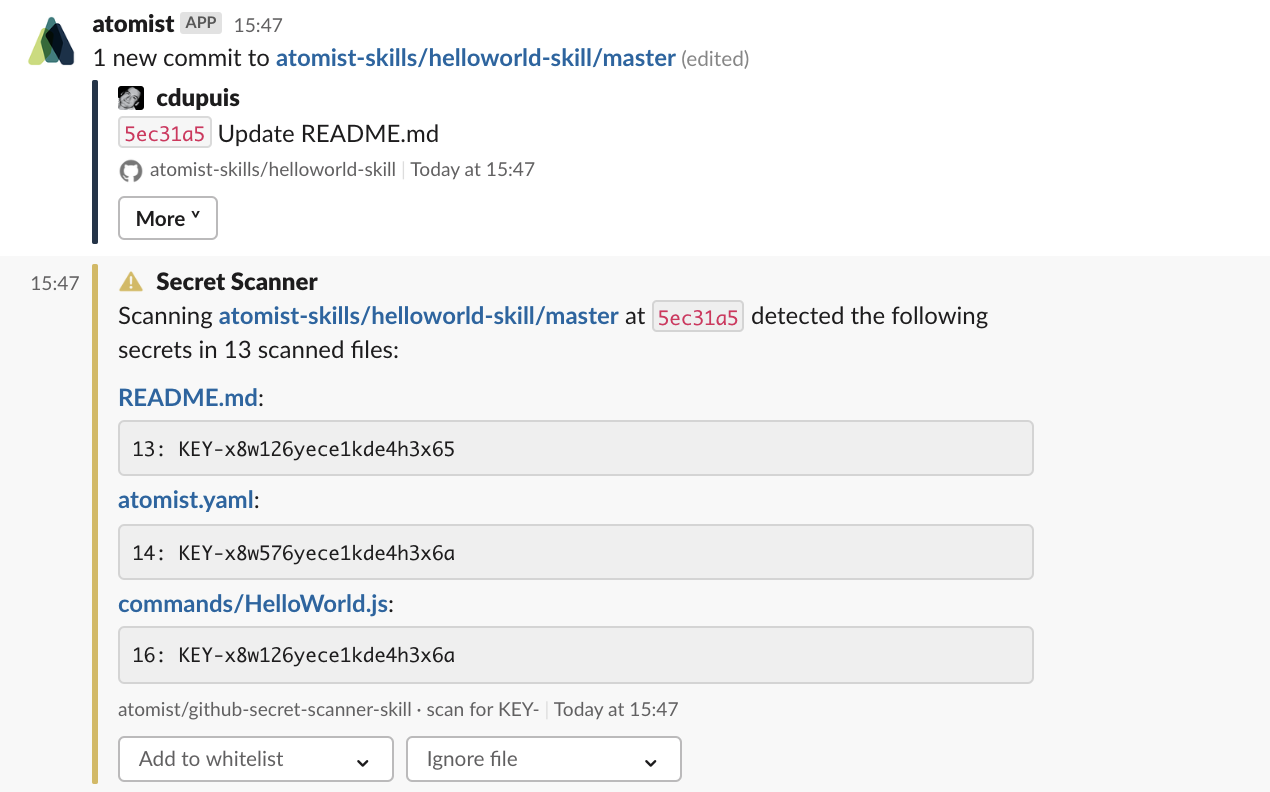 atomist APP 15:47
1 new commit to atomist-skills/helloworld-skill/master (edited)
cdupuis
5ec31a5 Update README.md
atomist-skills/helloworld-skill | Today at 15:47
More ˅
15:47 Secret Scanner
Scanning atomist-skills/helloworld-skill/master at 5ec31a5 detected the following
secrets in 13 scanned files:
README.md:
13: KEY-x8w126yece1kde4h3x65
atomist.yaml:
14: KEY-x8w576yece1kde4h3x6a
commands/HelloWorld.js:
16: KEY-x8w126yece1kde4h3x6a
atomist/github-secret-scanner-skill · scan for KEY- | Today at 15:47
Add to whitelist Ignore file